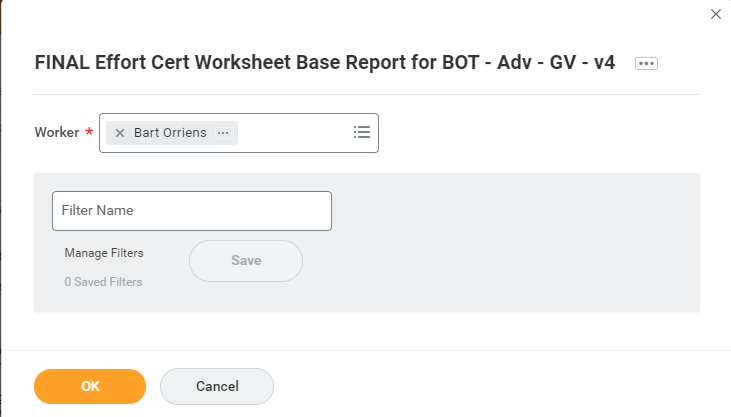 FINAL Effort Cert Worksheet Base Report for BOT - Adv - GV - v4
Worker * Bart Orriens
Filter Name
Manage Filters
Save
0 Saved Filters
OK
Cancel